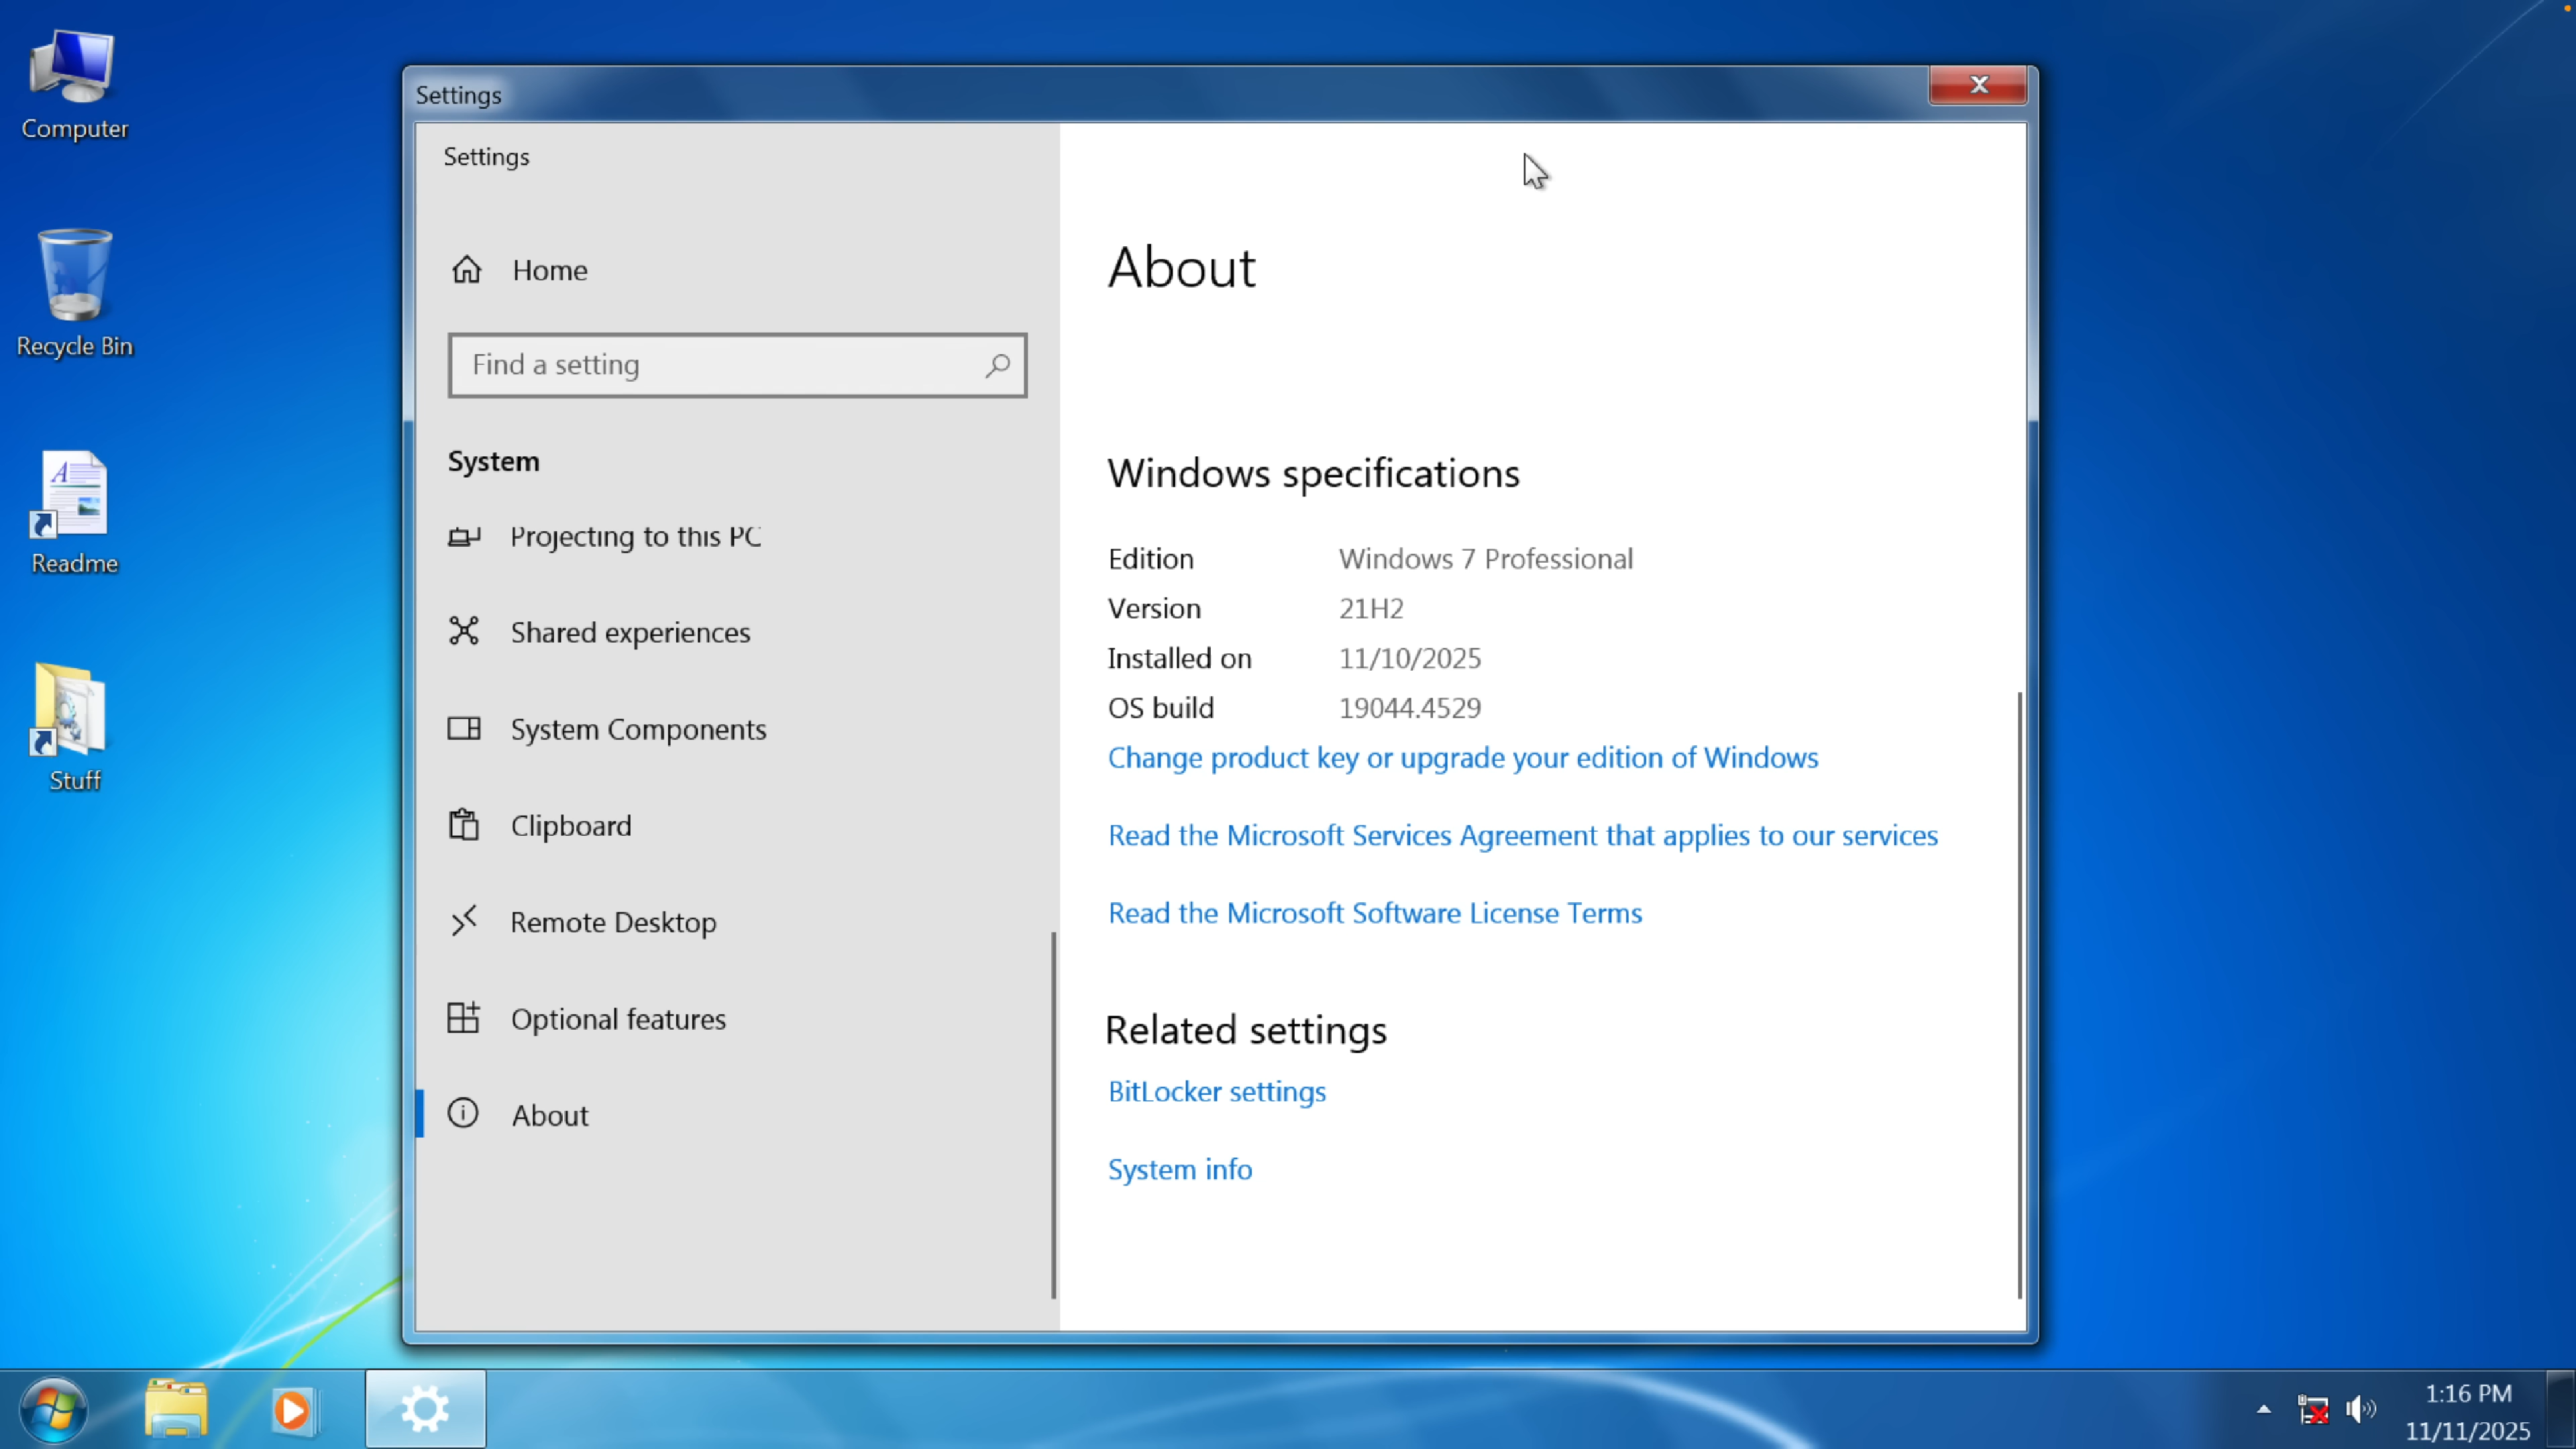 Computer
Recycle Bin
Readme
Stuff
Settings
Settings
Home
Find a setting
System
Projecting to this PC
Shared experiences
System Components
Clipboard
Remote Desktop
Optional features
About
About
Windows specifications
Edition Windows 7 Professional
Version 21H2
Installed on 11/10/2025
OS build 19044.4529
Change product key or upgrade your edition of Windows
Read the Microsoft Services Agreement that applies to our services
Read the Microsoft Software License Terms
Related settings
BitLocker settings
System info
1:16 PM
11/11/2025